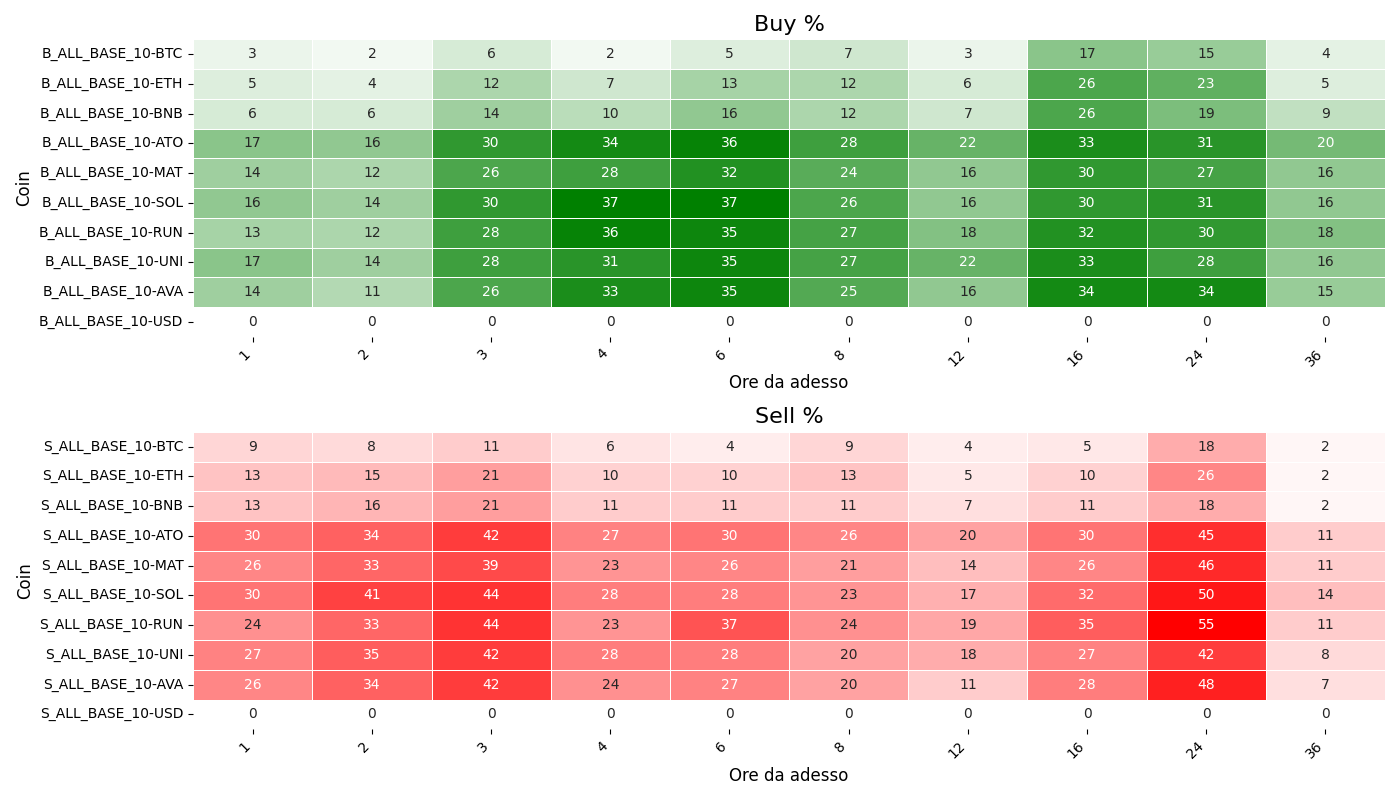 Buy %
Coin
B_ALL_BASE_10-BTC 3 2 6 2 5 7 3 17 15 4
B_ALL_BASE_10-ETH 5 4 12 7 13 12 6 26 23 5
B_ALL_BASE_10-BNB 6 6 14 10 16 12 7 26 19 9
B_ALL_BASE_10-ATO 17 16 30 34 36 28 22 33 31 20
B_ALL_BASE_10-MAT 14 12 26 28 32 24 16 30 27 16
B_ALL_BASE_10-SOL 16 14 30 37 37 26 16 30 31 16
B_ALL_BASE_10-RUN 13 12 28 36 35 27 18 32 30 18
B_ALL_BASE_10-UNI 17 14 28 31 35 27 22 33 28 16
B_ALL_BASE_10-AVA 14 11 26 33 35 25 16 34 34 15
B_ALL_BASE_10-USD 0 0 0 0 0 0 0 0 0 0
1 2 3 4 6 8 12 16 24 36
Ore da adesso
Sell %
Coin
S_ALL_BASE_10-BTC 9 8 11 6 4 9 4 5 18 2
S_ALL_BASE_10-ETH 13 15 21 10 10 13 5 10 26 2
S_ALL_BASE_10-BNB 13 16 21 11 11 11 7 11 18 2
S_ALL_BASE_10-ATO 30 34 42 27 30 26 20 30 45 11
S_ALL_BASE_10-MAT 26 33 39 23 26 21 14 26 46 11
S_ALL_BASE_10-SOL 30 41 44 28 28 23 17 32 50 14
S_ALL_BASE_10-RUN 24 33 44 23 37 24 19 35 55 11
S_ALL_BASE_10-UNI 27 35 42 28 28 20 18 27 42 8
S_ALL_BASE_10-AVA 26 34 42 24 27 20 11 28 48 7
S_ALL_BASE_10-USD 0 0 0 0 0 0 0 0 0 0
1 2 3 4 6 8 12 16 24 36
Ore da adesso